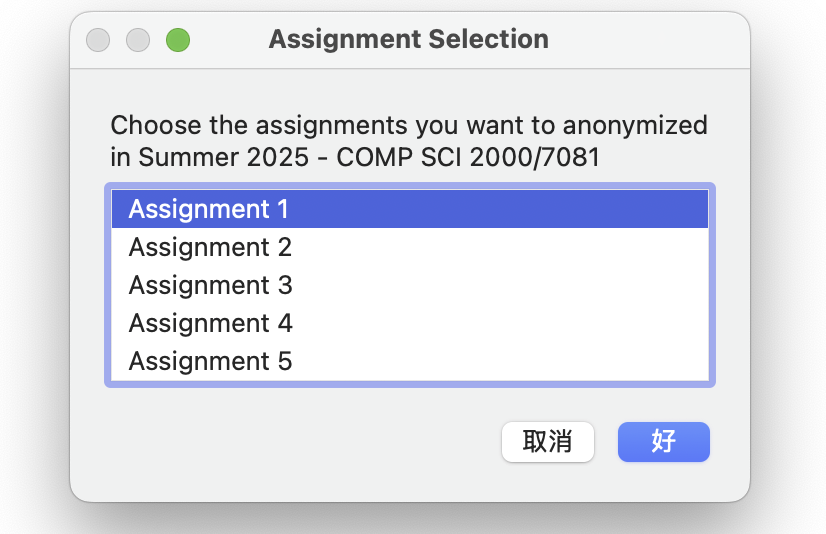 Assignment Selection
Choose the assignments you want to anonymized
in Summer 2025 - COMP SCI 2000/7081
Assignment 1
Assignment 2
Assignment 3
Assignment 4
Assignment 5
取消
好